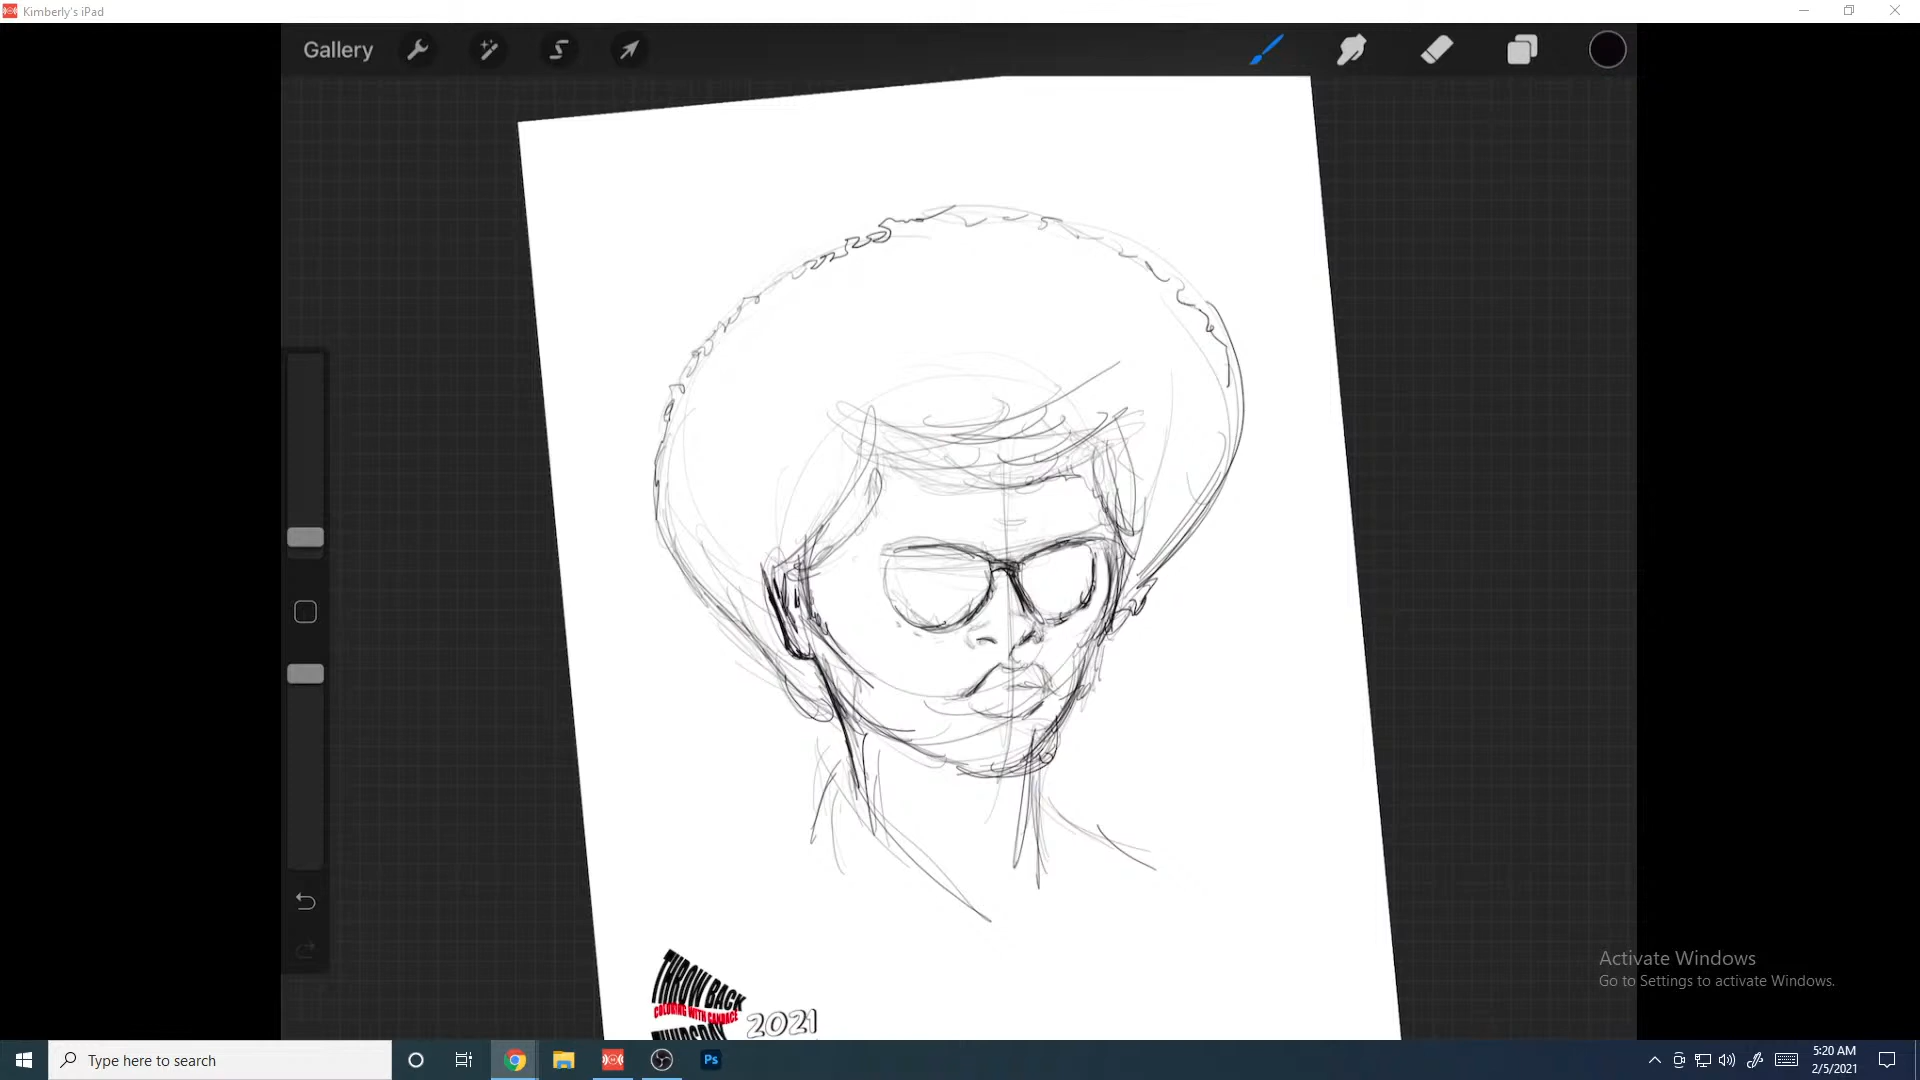 Kimberly's iPad
Gallery
THROW BACK
COLORING WITH CANDACE
THURSDAY
2021
Activate Windows
Go to Settings to activate Windows.
Type here to search
Ps
5:20 AM
2/5/2021